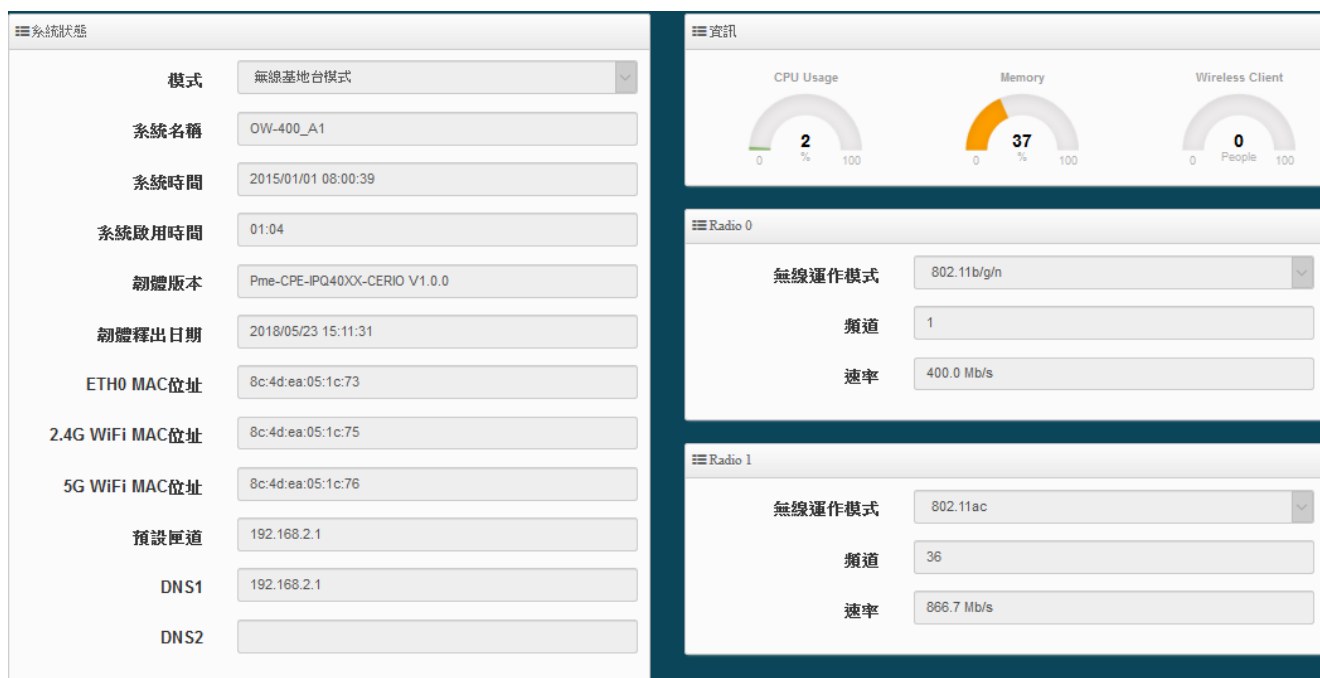 系統狀態
模式 無線基地台模式
系統名稱 OW-400_A1
系統時間 2015/01/01 08:00:39
系統啟用時間 01:04
韌體版本 Pme-CPE-IPQ40XX-CERIO V1.0.0
韌體釋出日期 2018/05/23 15:11:31
ETH0 MAC位址 8c:4d:ea:05:1c:73
2.4G WiFi MAC位址 8c:4d:ea:05:1c:75
5G WiFi MAC位址 8c:4d:ea:05:1c:76
預設匣道 192.168.2.1
DNS1 192.168.2.1
DNS2
資訊
CPU Usage Memory Wireless Client
2 37 0
0 % 100 0 % 100 0 People 100
Radio 0
無線運作模式 802.11b/g/n
頻道 1
速率 400.0 Mb/s
Radio 1
無線運作模式 802.11ac
頻道 36
速率 866.7 Mb/s